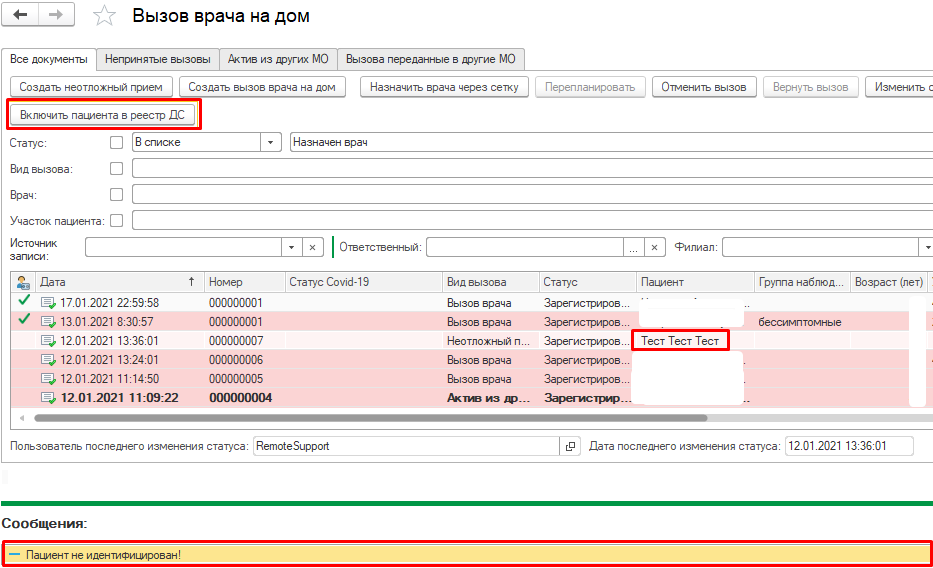 Вызов врача на дом
Все документы Непринятые вызовы Актив из других МО Вызова переданные в другие МО
Создать неотложный прием Создать вызов врача на дом Назначить врача через сетку Перепланировать Отменить вызов Вернуть вызов Изменить
Включить пациента в реестр ДС
Статус: В списке Назначен врач
Вид вызова:
Врач:
Участок пациента:
Источник записи: Ответственный: ... Филиал:
Дата Номер Статус Covid-19 Вид вызова Статус Пациент Группа наблюд... Возраст (лет)
17.01.2021 22:59:58 000000001 Вызов врача Зарегистриров...
13.01.2021 8:30:57 000000001 Вызов врача Зарегистриров... бессимптомные
12.01.2021 13:36:01 000000007 Неотложный п... Зарегистриров... Тест Тест Тест
12.01.2021 13:24:01 000000006 Вызов врача Зарегистриров...
12.01.2021 11:14:50 000000005 Вызов врача Зарегистриров...
12.01.2021 11:09:22 000000004 Актив из др... Зарегистрир...
Пользователь последнего изменения статуса: RemoteSupport Дата последнего изменения статуса: 12.01.2021 13:36:01
Сообщения:
Пациент не идентифицирован!